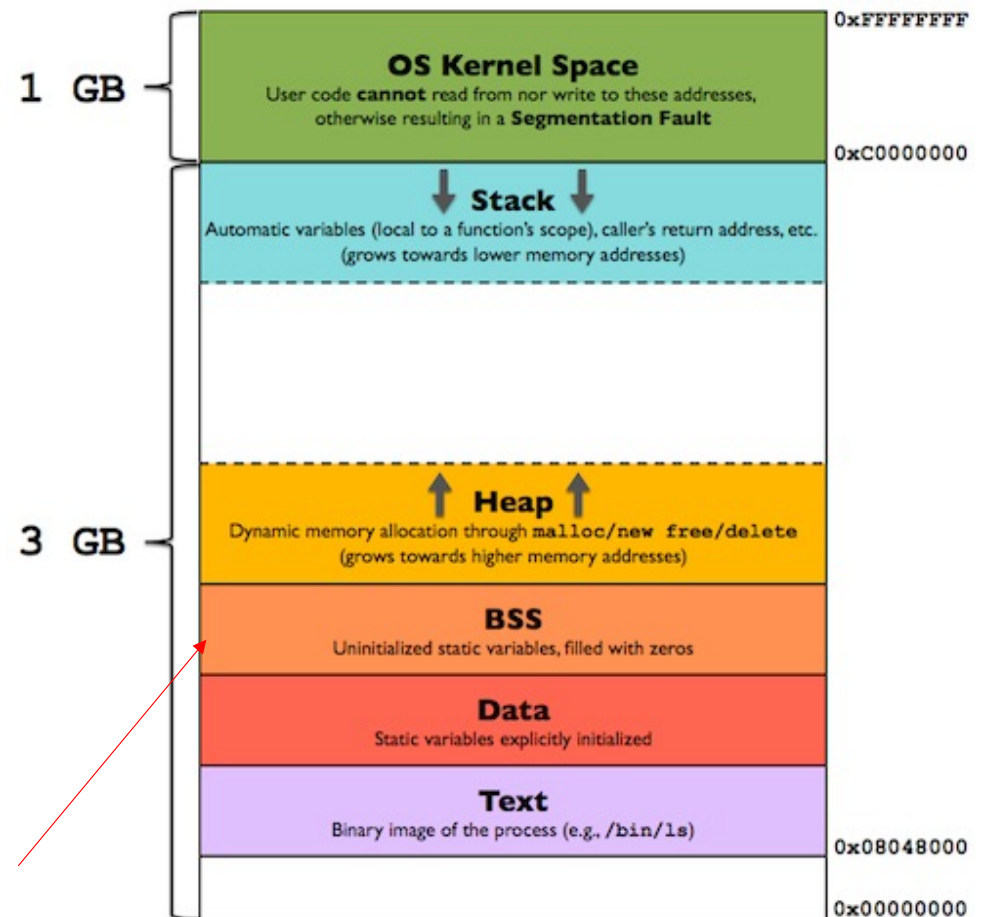 0xFFFFFFFF
1 GB
OS Kernel Space
User code cannot read from nor write to these addresses,
otherwise resulting in a Segmentation Fault
0xC0000000
Stack
Automatic variables (local to a function's scope), caller's return address, etc.
(grows towards lower memory addresses)
3 GB
Heap
Dynamic memory allocation through malloc/new free/delete
(grows towards higher memory addresses)
BSS
Uninitialized static variables, filled with zeros
Data
Static variables explicitly initialized
Text
Binary image of the process (e.g., /bin/ls)
0x08048000
0x00000000